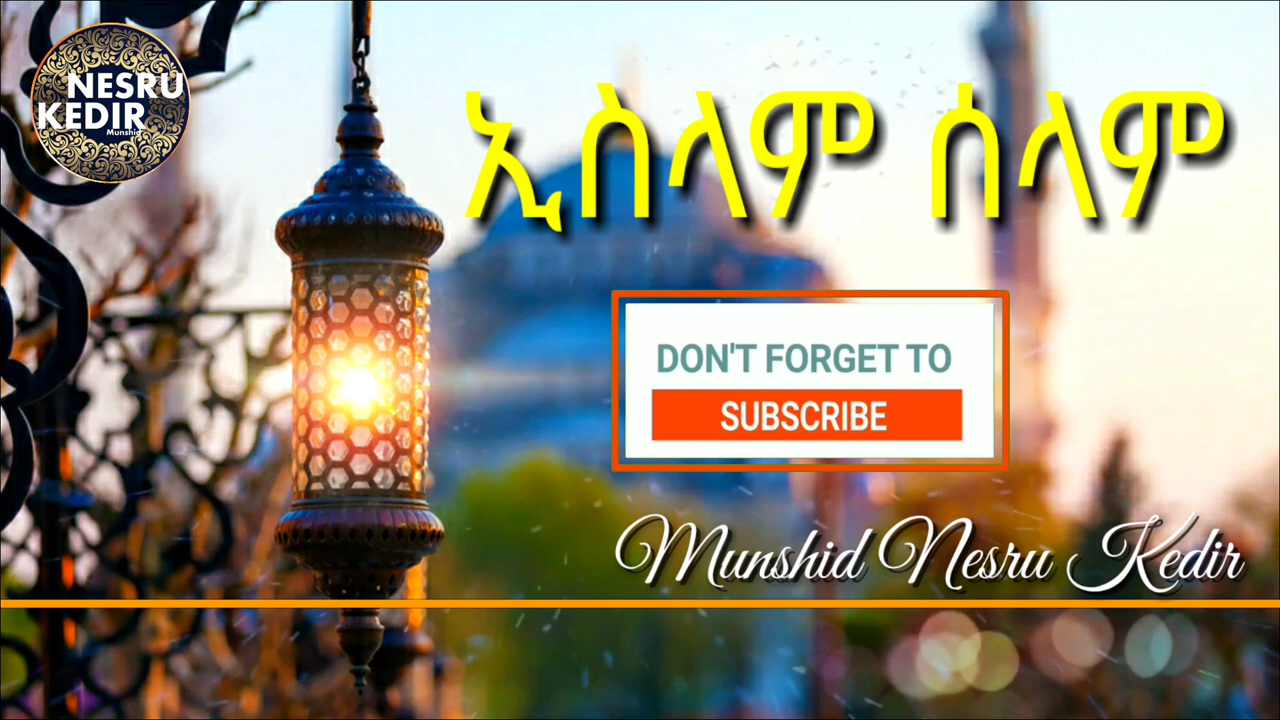 NESRU
KEDIR
Munshid
ኢስላም ሰላም
DON'T FORGET TO
SUBSCRIBE
Munshid Nesru Kedir